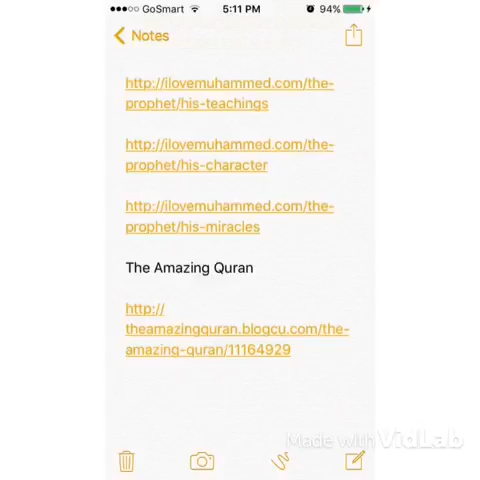 GoSmart 5:11 PM 94%
Notes
http://ilovemuhammed.com/the-
prophet/his-teachings
http://ilovemuhammed.com/the-
prophet/his-character
http://ilovemuhammed.com/the-
prophet/his-miracles
The Amazing Quran
http://
theamazingquran.blogcu.com/the-
amazing-quran/11164929
Made with VidLab